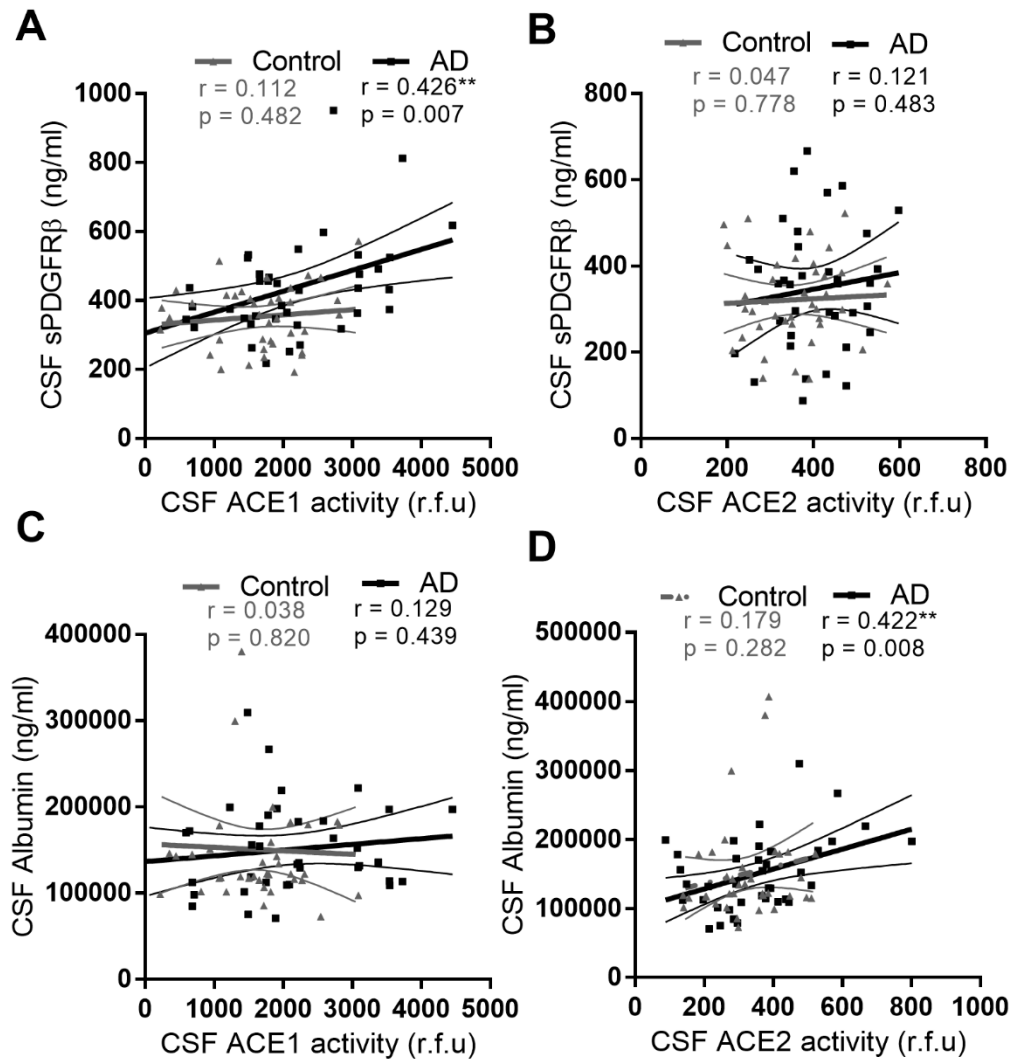 A
Control AD
r = 0.112 r = 0.426**
p = 0.482 p = 0.007
1000
800
600
400
200
0
CSF sPDGFRβ (ng/ml)
0 1000 2000 3000 4000 5000
CSF ACE1 activity (r.f.u)
B
Control AD
r = 0.047 r = 0.121
p = 0.778 p = 0.483
800
600
400
200
0
CSF sPDGFRβ (ng/ml)
0 200 400 600 800
CSF ACE2 activity (r.f.u)
C
Control AD
r = 0.038 r = 0.129
p = 0.820 p = 0.439
400000
300000
200000
100000
0
CSF Albumin (ng/ml)
0 1000 2000 3000 4000 5000
CSF ACE1 activity (r.f.u)
D
Control AD
r = 0.179 r = 0.422**
p = 0.282 p = 0.008
500000
400000
300000
200000
100000
0
CSF Albumin (ng/ml)
0 200 400 600 800 1000
CSF ACE2 activity (r.f.u)